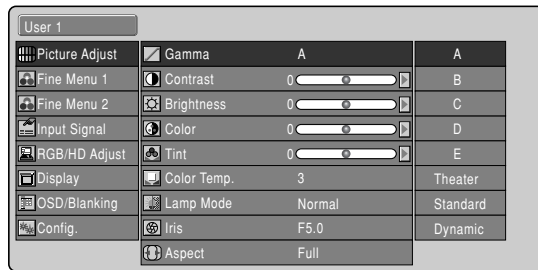 User 1
Picture Adjust Gamma A A
Fine Menu 1 Contrast 0 B
Fine Menu 2 Brightness 0 C
Input Signal Color 0 D
RGB/HD Adjust Tint 0 E
Display Color Temp. 3 Theater
OSD/Blanking Lamp Mode Normal Standard
Config. Iris F5.0 Dynamic
Aspect Full